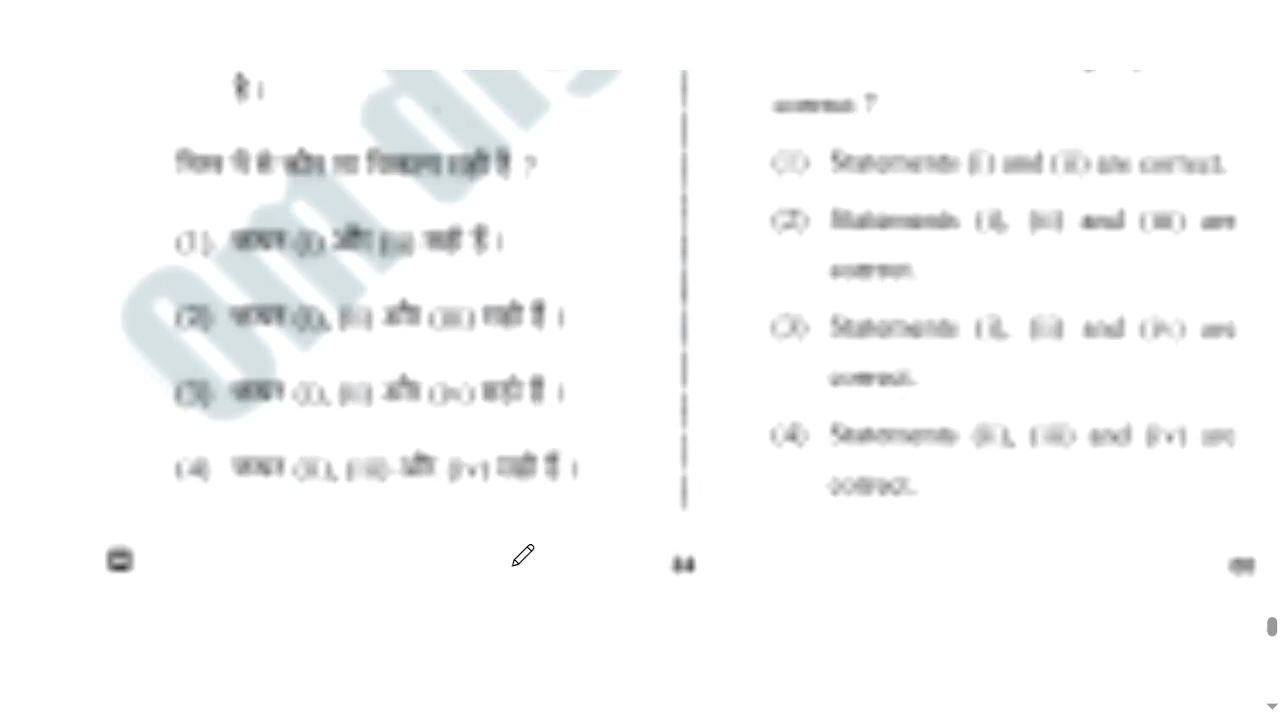 है ।
निम्न में से कौन सा विकल्प सही है ?
(1) कथन (i) और (ii) सही हैं ।
(2) कथन (i), (ii) और (iii) सही हैं ।
(3) कथन (i), (ii) और (iv) सही हैं ।
(4) कथन (ii), (iii) और (iv) सही हैं ।
correct ?
(1) Statements (i) and (ii) are correct.
(2) Statements (i), (ii) and (iii) are
correct.
(3) Statements (i), (ii) and (iv) are
correct.
(4) Statements (ii), (iii) and (iv) are
correct.
44